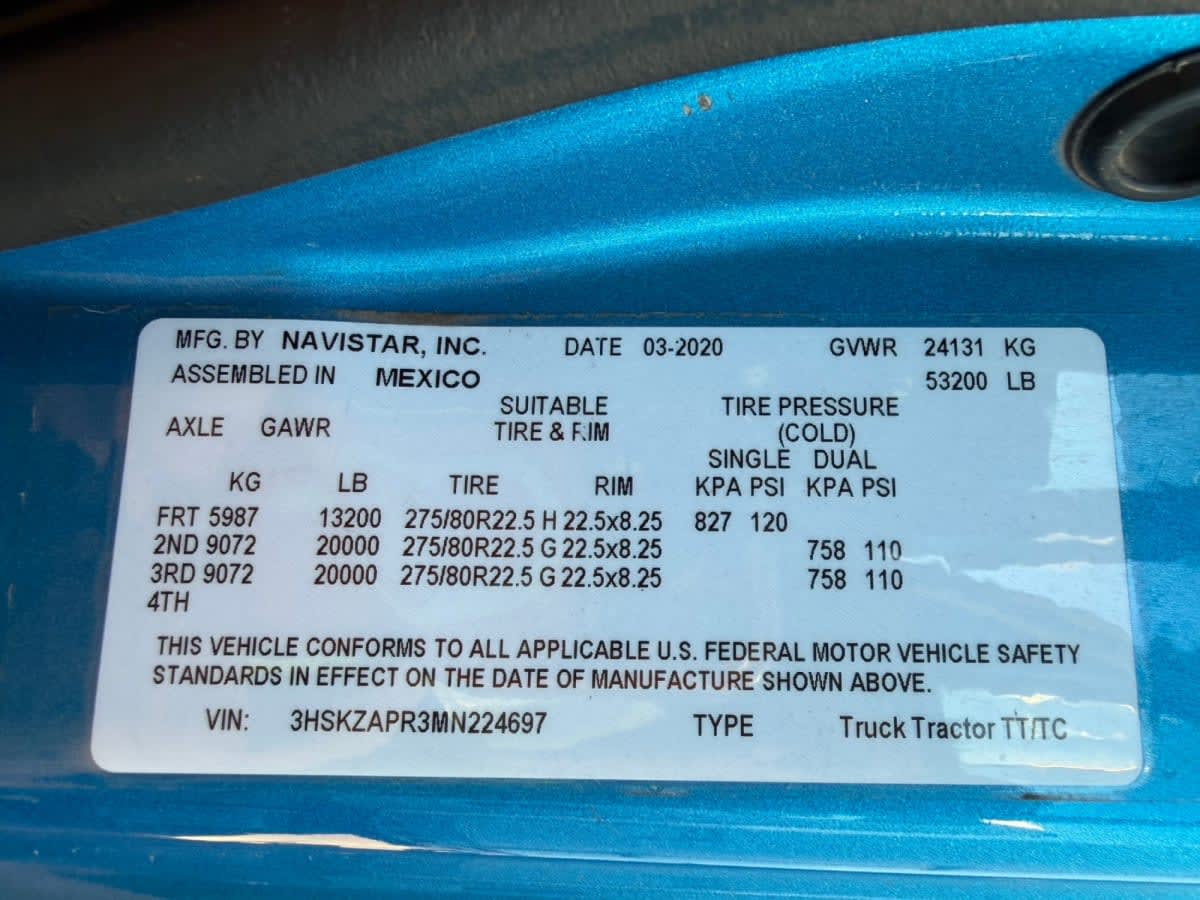 MFG. BY NAVISTAR, INC. DATE 03-2020 GVWR 24131 KG
ASSEMBLED IN MEXICO 53200 LB
SUITABLE TIRE PRESSURE
AXLE GAWR TIRE & RIM (COLD)
SINGLE DUAL
KG LB TIRE RIM KPA PSI KPA PSI
FRT 5987 13200 275/80R22.5 H 22.5x8.25 827 120
2ND 9072 20000 275/80R22.5 G 22.5x8.25 758 110
3RD 9072 20000 275/80R22.5 G 22.5x8.25 758 110
4TH
THIS VEHICLE CONFORMS TO ALL APPLICABLE U.S. FEDERAL MOTOR VEHICLE SAFETY
STANDARDS IN EFFECT ON THE DATE OF MANUFACTURE SHOWN ABOVE.
VIN: 3HSKZAPR3MN224697 TYPE Truck Tractor TT/TC